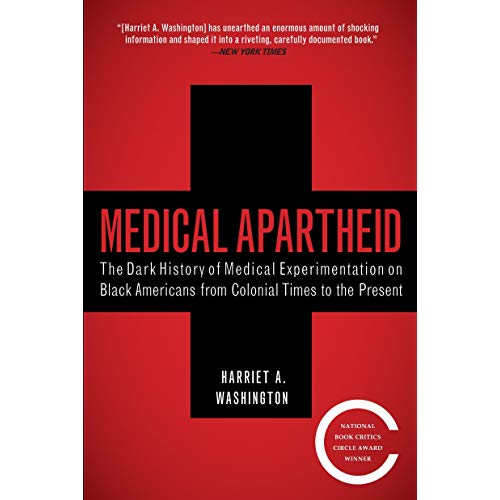 “[Harriet A. Washington] has unearthed an enormous amount of shocking
information and shaped it into a riveting, carefully documented book.”
—NEW YORK TIMES
MEDICAL APARTHEID
The Dark History of Medical Experimentation on
Black Americans from Colonial Times to the Present
HARRIET A.
WASHINGTON
NATIONAL
BOOK CRITICS
CIRCLE AWARD
WINNER